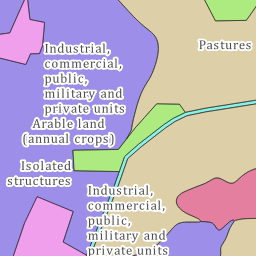 Pastures
Industrial,
commercial,
public,
military and
private units
Arable land
(annual crops)
Isolated
structures
Industrial,
commercial,
public,
military and
private units